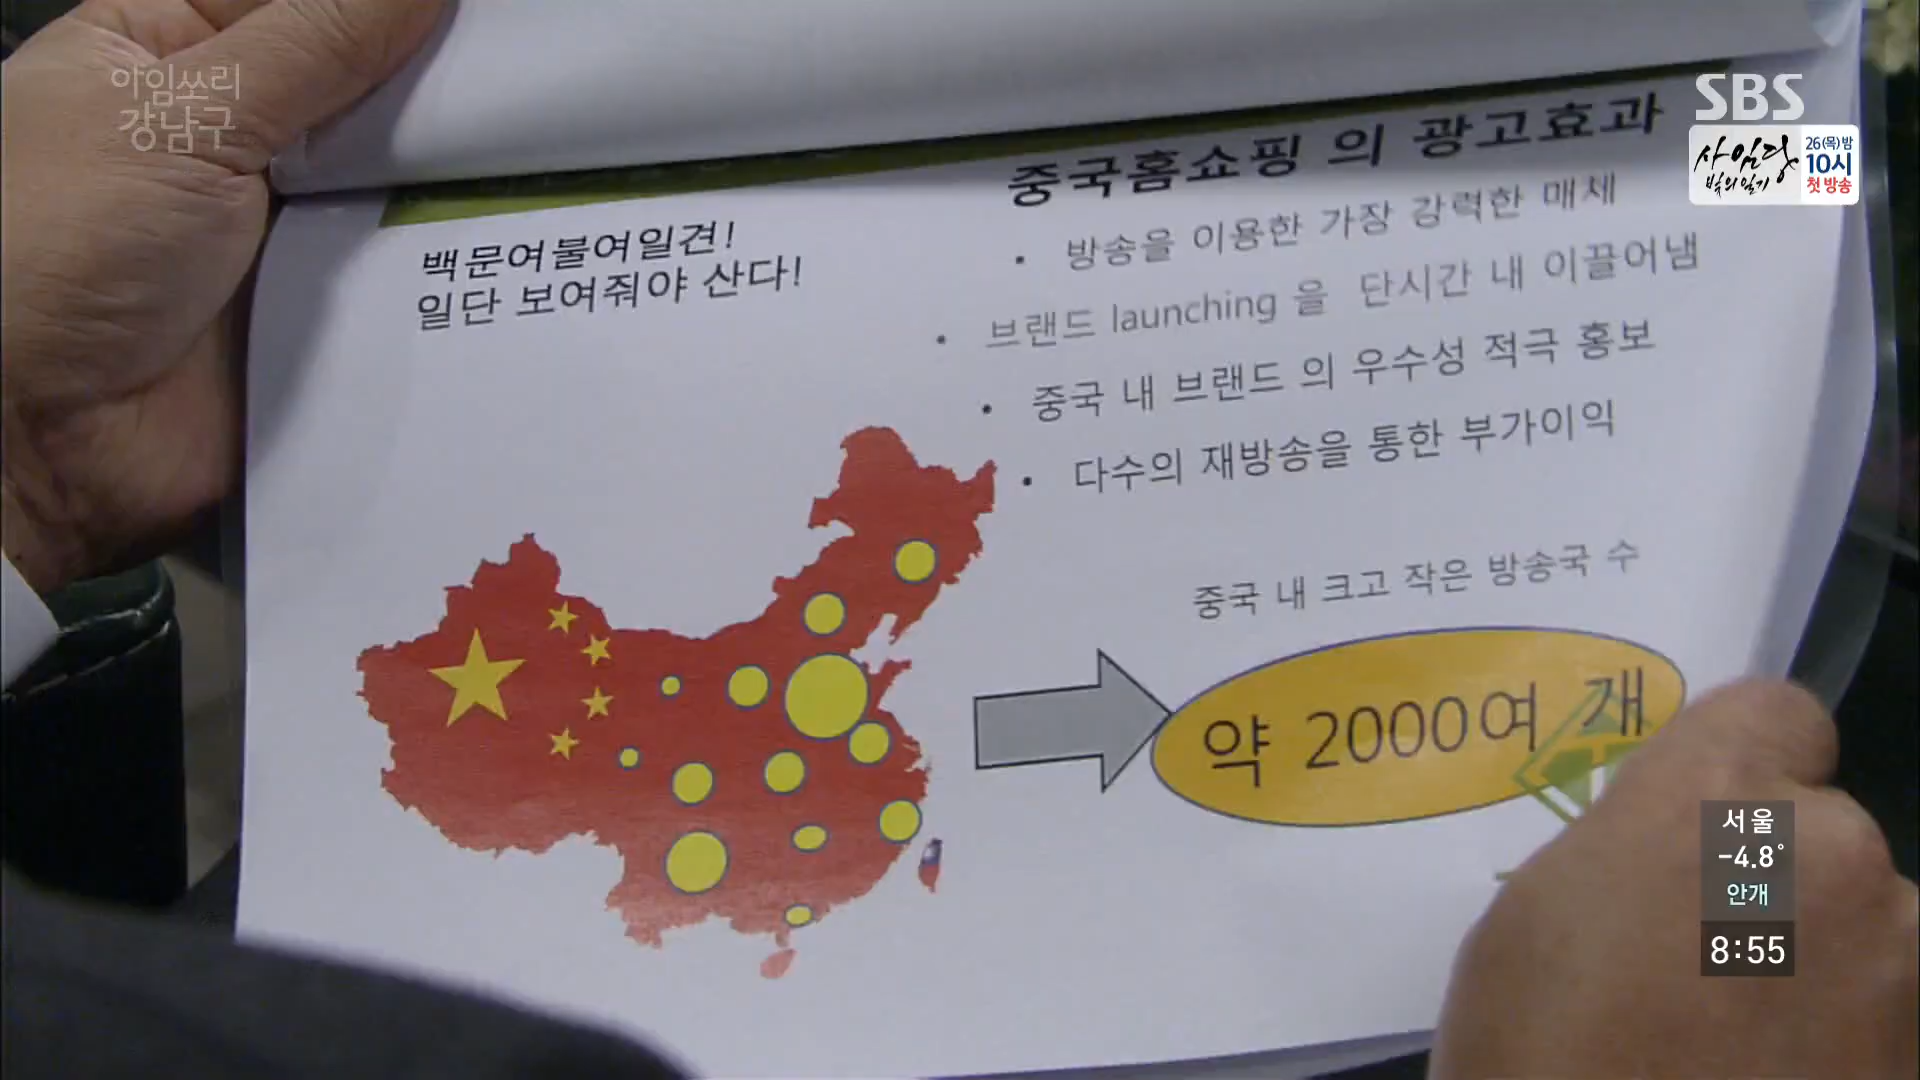 아임쏘리
강남구
SBS
사임당
빛의 일기
26(목)밤
10시
첫 방송
중국홈쇼핑 의 광고효과
백문여불여일견!
일단 보여줘야 산다!
• 방송을 이용한 가장 강력한 매체
• 브랜드 launching 을 단시간 내 이끌어냄
• 중국 내 브랜드 의 우수성 적극 홍보
• 다수의 재방송을 통한 부가이익
중국 내 크고 작은 방송국 수
약 2000여 개
서울
-4.8°
안개
8:55